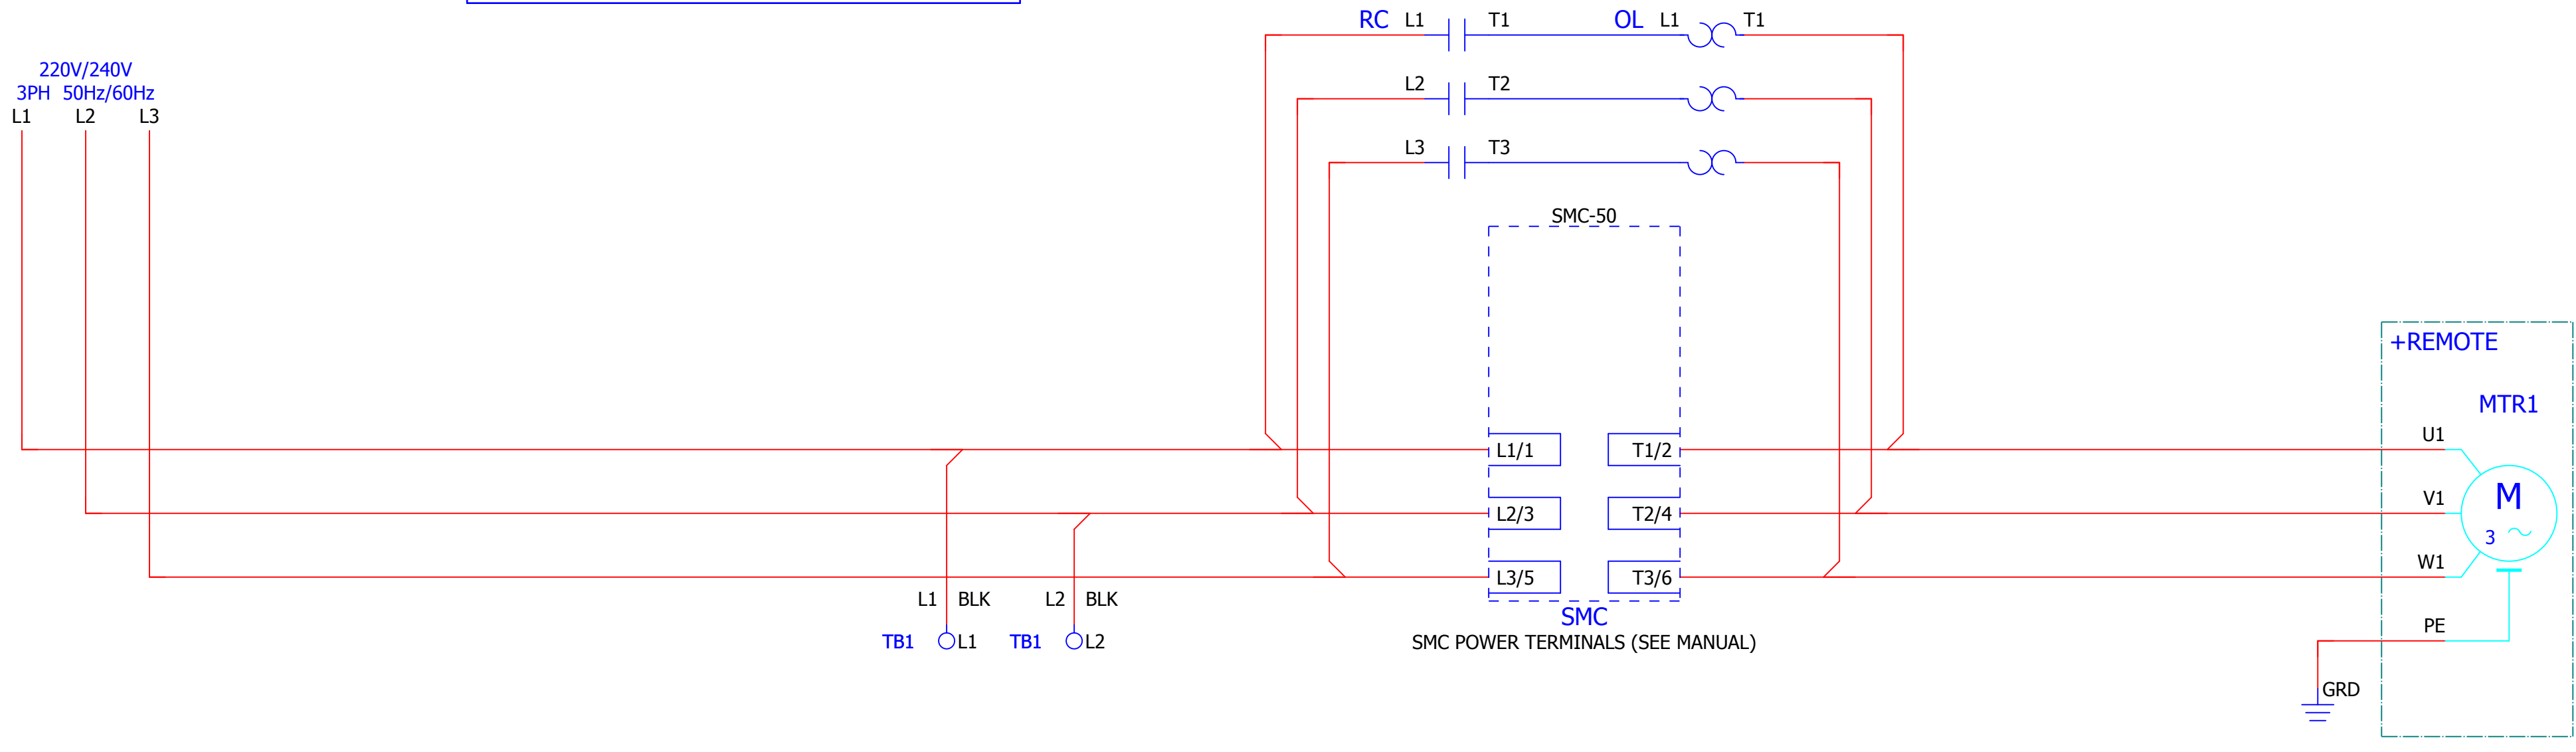 RC L1 T1 OL L1 T1
220V/240V
3PH 50Hz/60Hz
L1 L2 L3
L2 T2
L3 T3
SMC-50
+REMOTE
MTR1
L1/1 T1/2 U1
L2/3 T2/4 V1
M
3
L3/5 T3/6 W1
L1 BLK L2 BLK
SMC
TB1 L1 TB1 L2
SMC POWER TERMINALS (SEE MANUAL)
PE
GRD